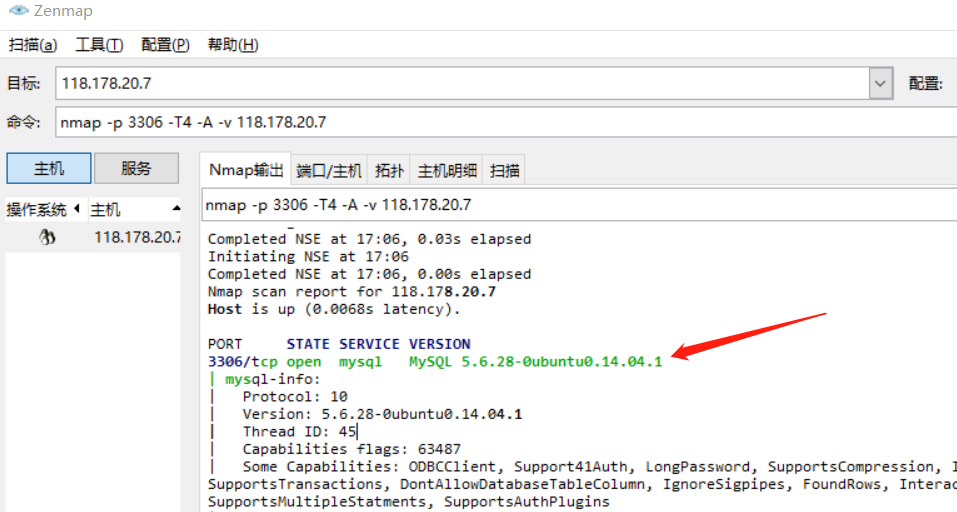 Zenmap
扫描(a) 工具(T) 配置(P) 帮助(H)
目标: 118.178.20.7 配置:
命令: nmap -p 3306 -T4 -A -v 118.178.20.7
主机 服务 Nmap输出 端口/主机 拓扑 主机明细 扫描
操作系统 主机 nmap -p 3306 -T4 -A -v 118.178.20.7
118.178.20.7
Completed NSE at 17:06, 0.03s elapsed
Initiating NSE at 17:06
Completed NSE at 17:06, 0.00s elapsed
Nmap scan report for 118.178.20.7
Host is up (0.0068s latency).
PORT STATE SERVICE VERSION
3306/tcp open mysql MySQL 5.6.28-0ubuntu0.14.04.1
| mysql-info:
| Protocol: 10
| Version: 5.6.28-0ubuntu0.14.04.1
| Thread ID: 45
| Capabilities flags: 63487
| Some Capabilities: ODBCClient, Support41Auth, LongPassword, SupportsCompression,
SupportsTransactions, DontAllowDatabaseTableColumn, IgnoreSigpipes, FoundRows,
SupportsMultipleStatments, SupportsAuthPlugins